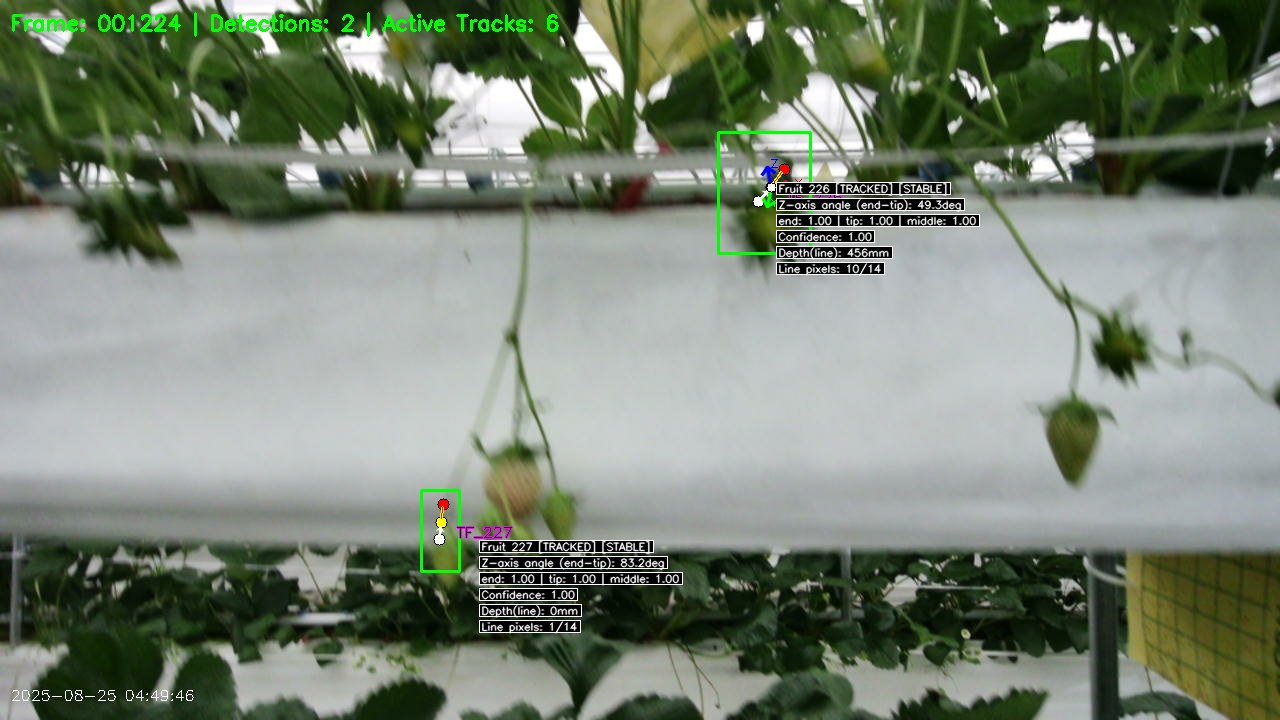 Frame: 001224 | Detections: 2 | Active Tracks: 6
Z
Fruit 226 [TRACKED] [STABLE]
Z-axis angle (end-tip): 49.3deg
end: 1.00 | tip: 1.00 | middle: 1.00
Confidence: 1.00
Depth(line): 456mm
Line pixels: 10/14
TF_227
Fruit 227 [TRACKED] [STABLE]
Z-axis angle (end-tip): 83.2deg
end: 1.00 | tip: 1.00 | middle: 1.00
Confidence: 1.00
Depth(line): 0mm
Line pixels: 1/14
2025-08-25 04:49:46